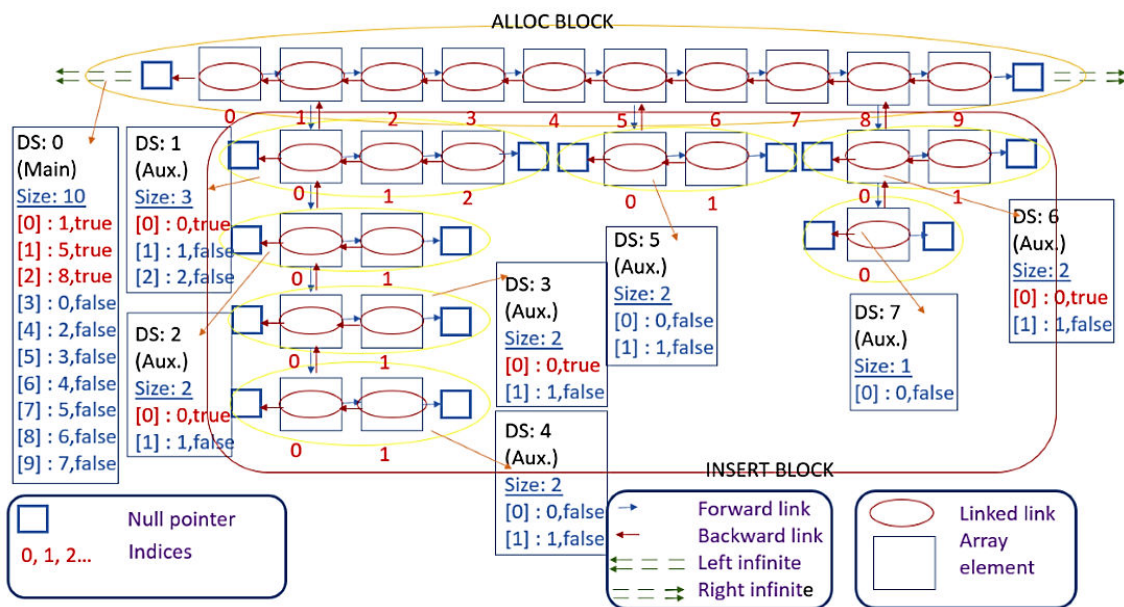 ALLOC BLOCK
0 1 2 3 4 5 6 7 8 9
DS: 0
(Main)
Size: 10
[0] : 1,true
[1] : 5,true
[2] : 8,true
[3] : 0,false
[4] : 2,false
[5] : 3,false
[6] : 4,false
[7] : 5,false
[8] : 6,false
[9] : 7,false
DS: 1
(Aux.)
Size: 3
[0] : 0,true
[1] : 1,false
[2] : 2,false
0 1 2
0 1
0 1
0
0 1
0 1
0 1
DS: 2
(Aux.)
Size: 2
[0] : 0,true
[1] : 1,false
DS: 3
(Aux.)
Size: 2
[0] : 0,true
[1] : 1,false
DS: 4
(Aux.)
Size: 2
[0] : 0,false
[1] : 1,false
DS: 5
(Aux.)
Size: 2
[0] : 0,false
[1] : 1,false
DS: 7
(Aux.)
Size: 1
[0] : 0,false
DS: 6
(Aux.)
Size: 2
[0] : 0,true
[1] : 1,false
INSERT BLOCK
Null pointer
0, 1, 2... Indices
Forward link
Backward link
Left infinite
Right infinite
Linked link
Array
element